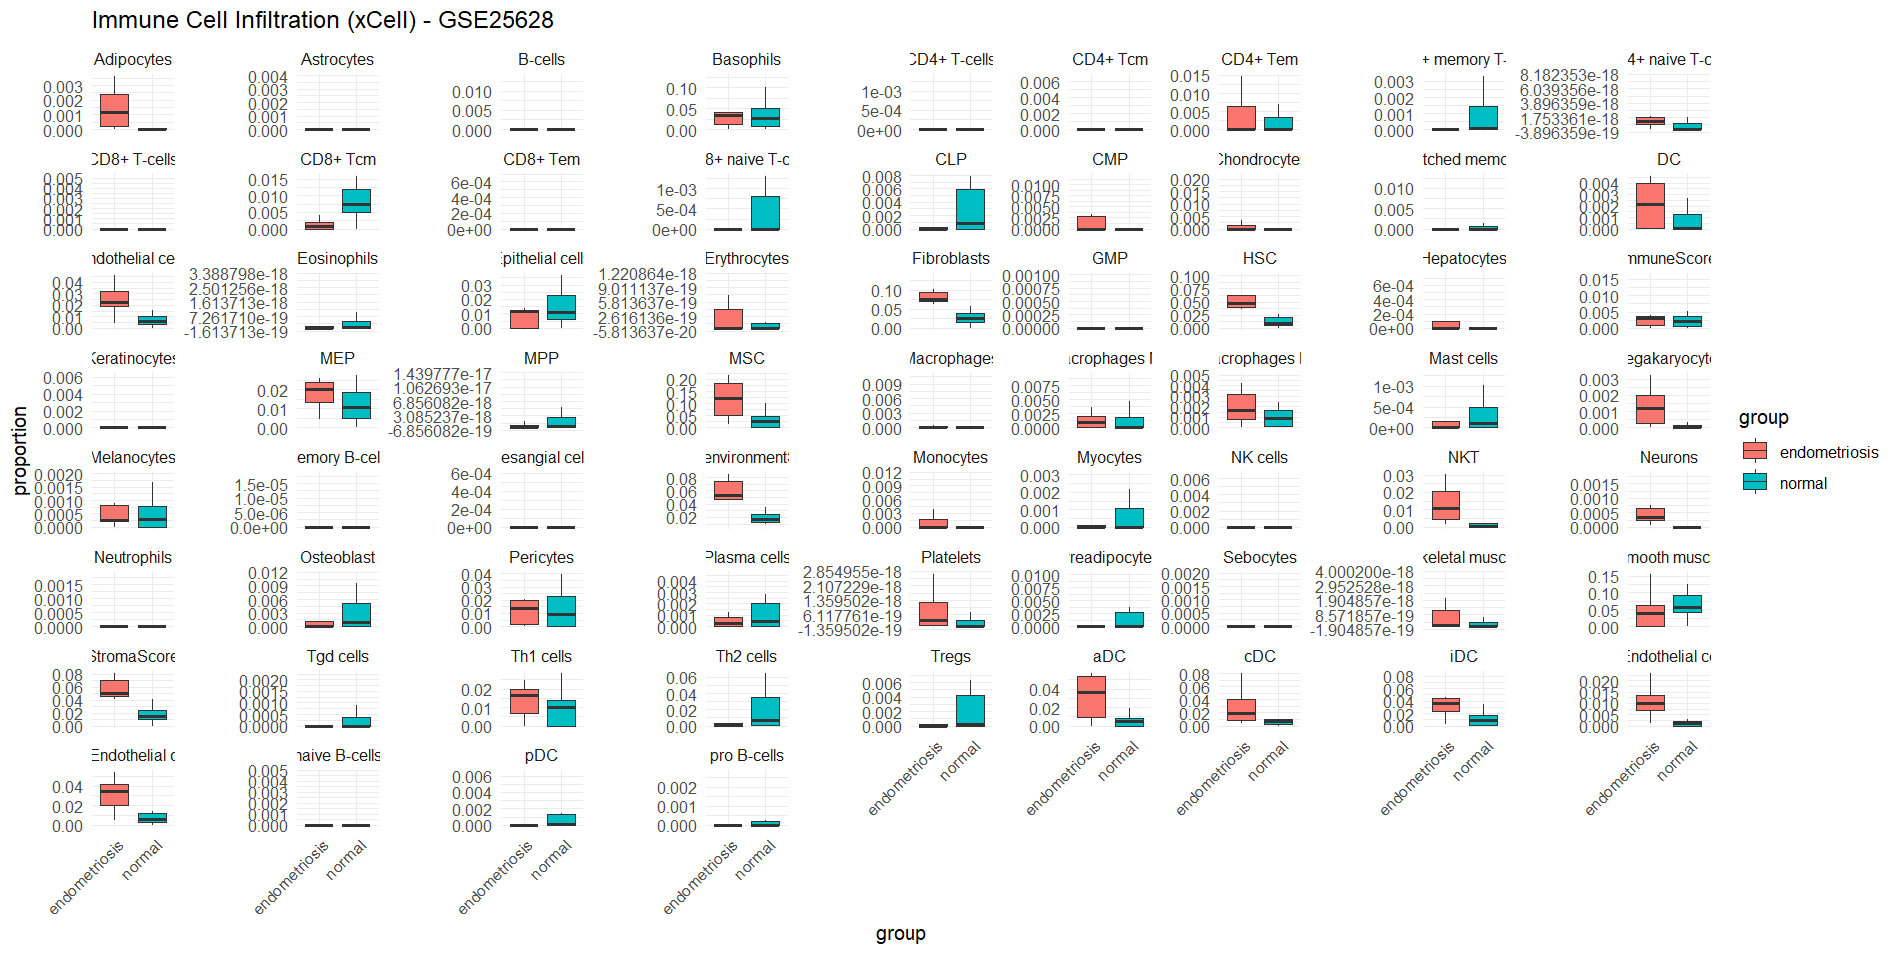 Immune Cell Infiltration (xCell) - GSE25628
Adipocytes Astrocytes B-cells Basophils CD4+ T-cells CD4+ Tcm CD4+ Tem + memory T- 4+ naive T-c
0.003 0.002 0.001 0.000
0.004 0.003 0.002 0.001 0.000
0.010 0.005 0.000
0.10 0.05 0.00
1e-03 5e-04 0e+00
0.006 0.004 0.002 0.000
0.015 0.010 0.005 0.000
0.003 0.002 0.001 0.000
8.182353e-18 6.039356e-18 3.896359e-18 1.753361e-18 -3.896359e-19
CD8+ T-cells CD8+ Tcm CD8+ Tem 8+ naive T-c CLP CMP Chondrocytes tched memo DC
0.005 0.004 0.003 0.002 0.001 0.000
0.015 0.010 0.005 0.000
6e-04 4e-04 2e-04 0e+00
1e-03 5e-04 0e+00
0.008 0.006 0.004 0.002 0.000
0.0100 0.0075 0.0050 0.0025 0.0000
0.020 0.015 0.010 0.005 0.000
0.010 0.005 0.000
0.004 0.003 0.002 0.001 0.000
ndothelial ce Eosinophils Epithelial cells Erythrocytes Fibroblasts GMP HSC Hepatocytes mmuneScore
0.04 0.03 0.02 0.01 0.00
3.388798e-18 2.501256e-18 1.613713e-18 7.261710e-19 -1.613713e-19
0.03 0.02 0.01 0.00
1.220864e-18 9.011137e-19 5.813637e-19 2.616136e-19 -5.813637e-20
0.10 0.05 0.00
0.00100 0.00075 0.00050 0.00025 0.00000
0.100 0.075 0.050 0.025 0.000
6e-04 4e-04 2e-04 0e+00
0.015 0.010 0.005 0.000
Keratinocytes MEP MPP MSC Macrophages acrophages M acrophages M Mast cells egakaryocyte
0.006 0.004 0.002 0.000
0.02 0.01 0.00
1.439777e-17 1.062693e-17 6.856082e-18 3.085237e-18 -6.856082e-19
0.20 0.15 0.10 0.05 0.00
0.009 0.006 0.003 0.000
0.0075 0.0050 0.0025 0.0000
0.005 0.004 0.003 0.002 0.001 0.000
1e-03 5e-04 0e+00
0.003 0.002 0.001 0.000
Melanocytes emory B-cel esangial cel environmentS Monocytes Myocytes NK cells NKT Neurons
0.0020 0.0015 0.0010 0.0005 0.0000
1.5e-05 1.0e-05 5.0e-06 0.0e+00
6e-04 4e-04 2e-04 0e+00
0.08 0.06 0.04 0.02
0.012 0.009 0.006 0.003 0.000
0.003 0.002 0.001 0.000
0.006 0.004 0.002 0.000
0.03 0.02 0.01 0.00
0.0015 0.0010 0.0005 0.0000
Neutrophils Osteoblast Pericytes Plasma cells Platelets readipocyte Sebocytes keletal musc mooth musc
0.0015 0.0010 0.0005 0.0000
0.012 0.009 0.006 0.003 0.000
0.04 0.03 0.02 0.01 0.00
0.004 0.003 0.002 0.001 0.000
2.854955e-18 2.107229e-18 1.359502e-18 6.117761e-19 -1.359502e-19
0.0100 0.0075 0.0050 0.0025 0.0000
0.0020 0.0015 0.0010 0.0005 0.0000
4.000200e-18 2.952528e-18 1.904857e-18 8.571857e-19 -1.904857e-19
0.15 0.10 0.05 0.00
StromaScore Tgd cells Th1 cells Th2 cells Tregs aDC cDC iDC Endothelial ce
0.08 0.06 0.04 0.02 0.00
0.0020 0.0015 0.0010 0.0005 0.0000
0.02 0.01 0.00
0.06 0.04 0.02 0.00
0.006 0.004 0.002 0.000
0.04 0.02 0.00
0.08 0.06 0.04 0.02 0.00
0.08 0.06 0.04 0.02 0.00
0.020 0.015 0.010 0.005 0.000
Endothelial c naive B-cells pDC pro B-cells
0.04 0.02 0.00
0.005 0.004 0.003 0.002 0.001 0.000
0.006 0.004 0.002 0.000
0.002 0.001 0.000
endometriosis normal endometriosis normal endometriosis normal endometriosis normal endometriosis normal
endometriosis normal endometriosis normal endometriosis normal endometriosis normal
proportion
group
group
endometriosis
normal